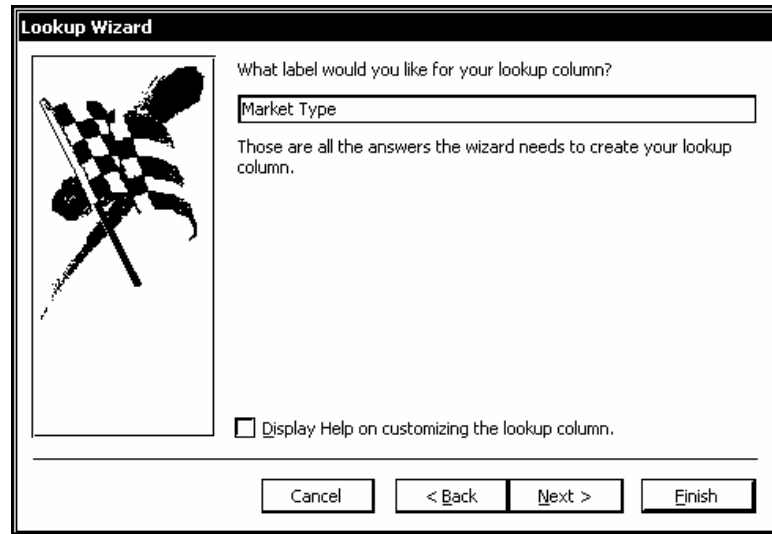 Lookup Wizard
What label would you like for your lookup column?
Market Type
Those are all the answers the wizard needs to create your lookup
column.
Display Help on customizing the lookup column.
Cancel < Back Next > Finish